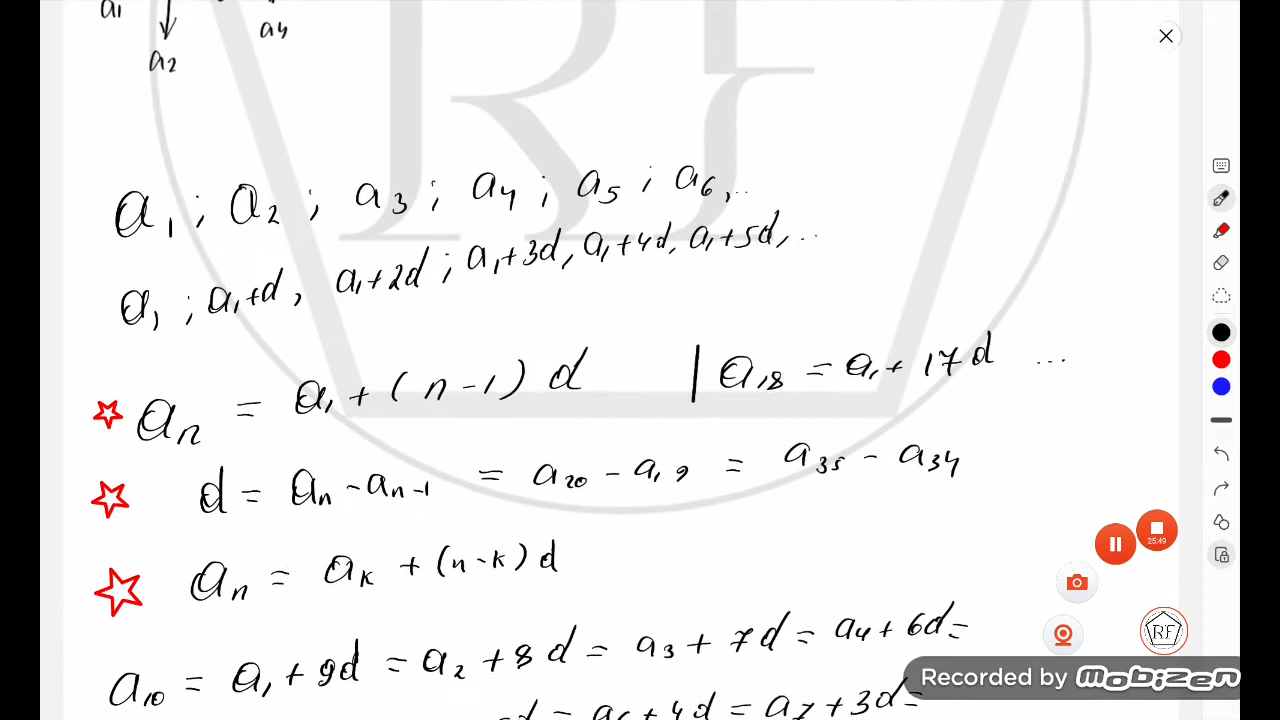 a1 a4
a2
a1 ; a2 ; a3 ; a4 ; a5 ; a6, ..
a1 ; a1+d, a1+2d ; a1+3d, a1+4d, a1+5d, ...
an = a1 + (n-1) d | a18 = a1 + 17d ...
d = an - an-1 = a20 - a19 = a35 - a34
an = ak + (n-k) d
25:49
RF
a10 = a1 + 9d = a2 + 8d = a3 + 7d = a4 + 6d =
Recorded by mobizen
d = a6 + 4d = a7 + 3d =